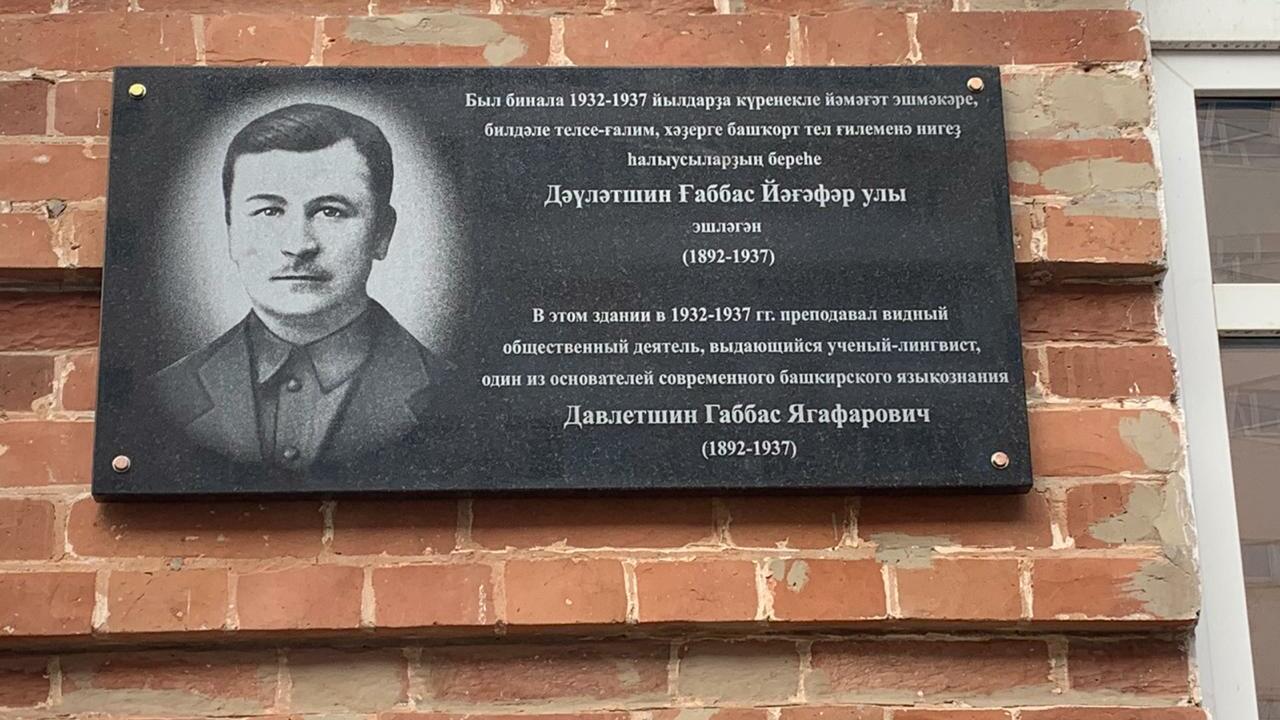 Был бинала 1932-1937 йылдарҙа күренекле йәмәғәт эшмәкәре,
билдәле телсе-ғалим, хәҙерге башҡорт тел ғилеменә нигеҙ
һалыусыларҙың береһе
Дәүләтшин Ғаббас Йәғәфәр улы
эшләгән
(1892-1937)
В этом здании в 1932-1937 гг. преподавал видный
общественный деятель, выдающийся ученый-лингвист,
один из основателей современного башкирского языкознания
Давлетшин Габбас Ягафарович
(1892-1937)